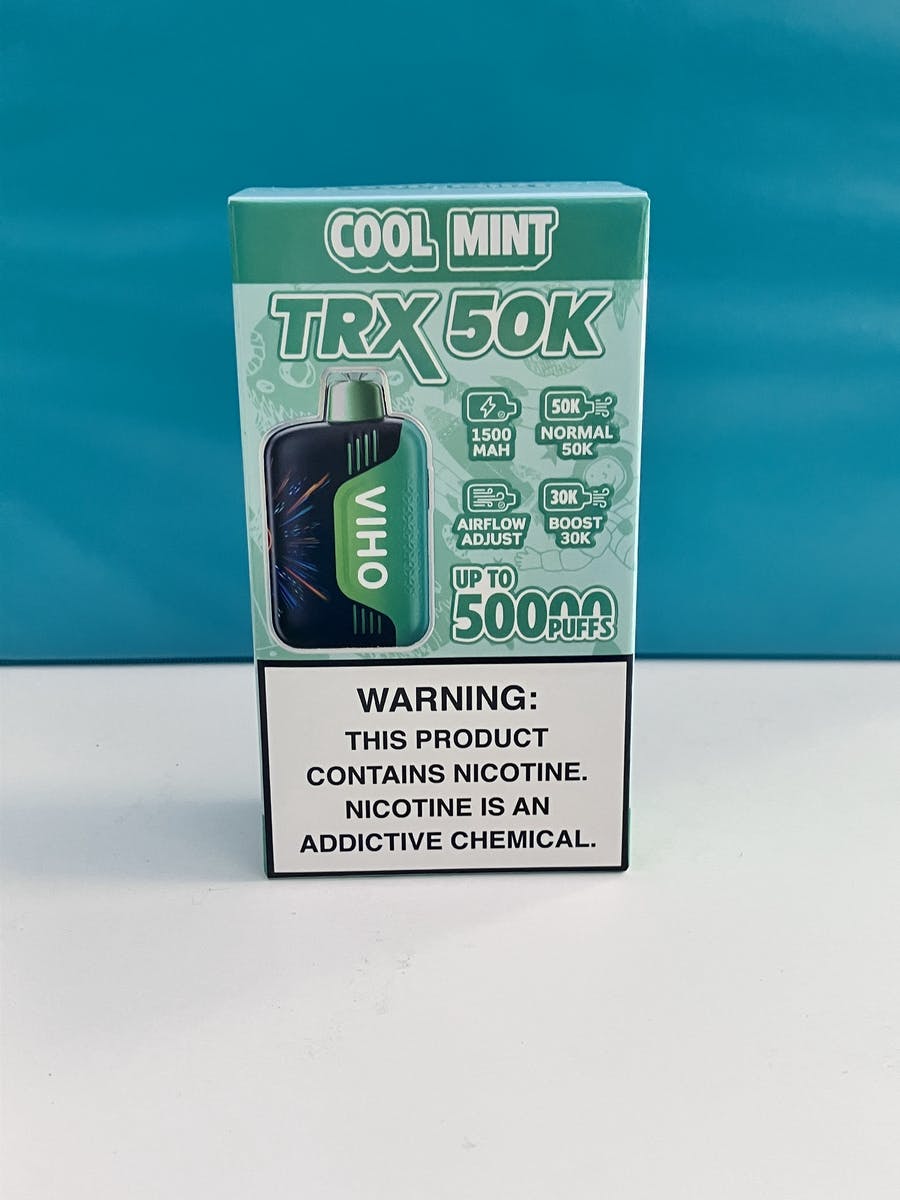 COOL MINT
TRX 50K
VIHO
1500
MAH
50K
NORMAL
50K
AIRFLOW
ADJUST
30K
BOOST
30K
UP TO
50000
PUFFS
WARNING:
THIS PRODUCT
CONTAINS NICOTINE.
NICOTINE IS AN
ADDICTIVE CHEMICAL.